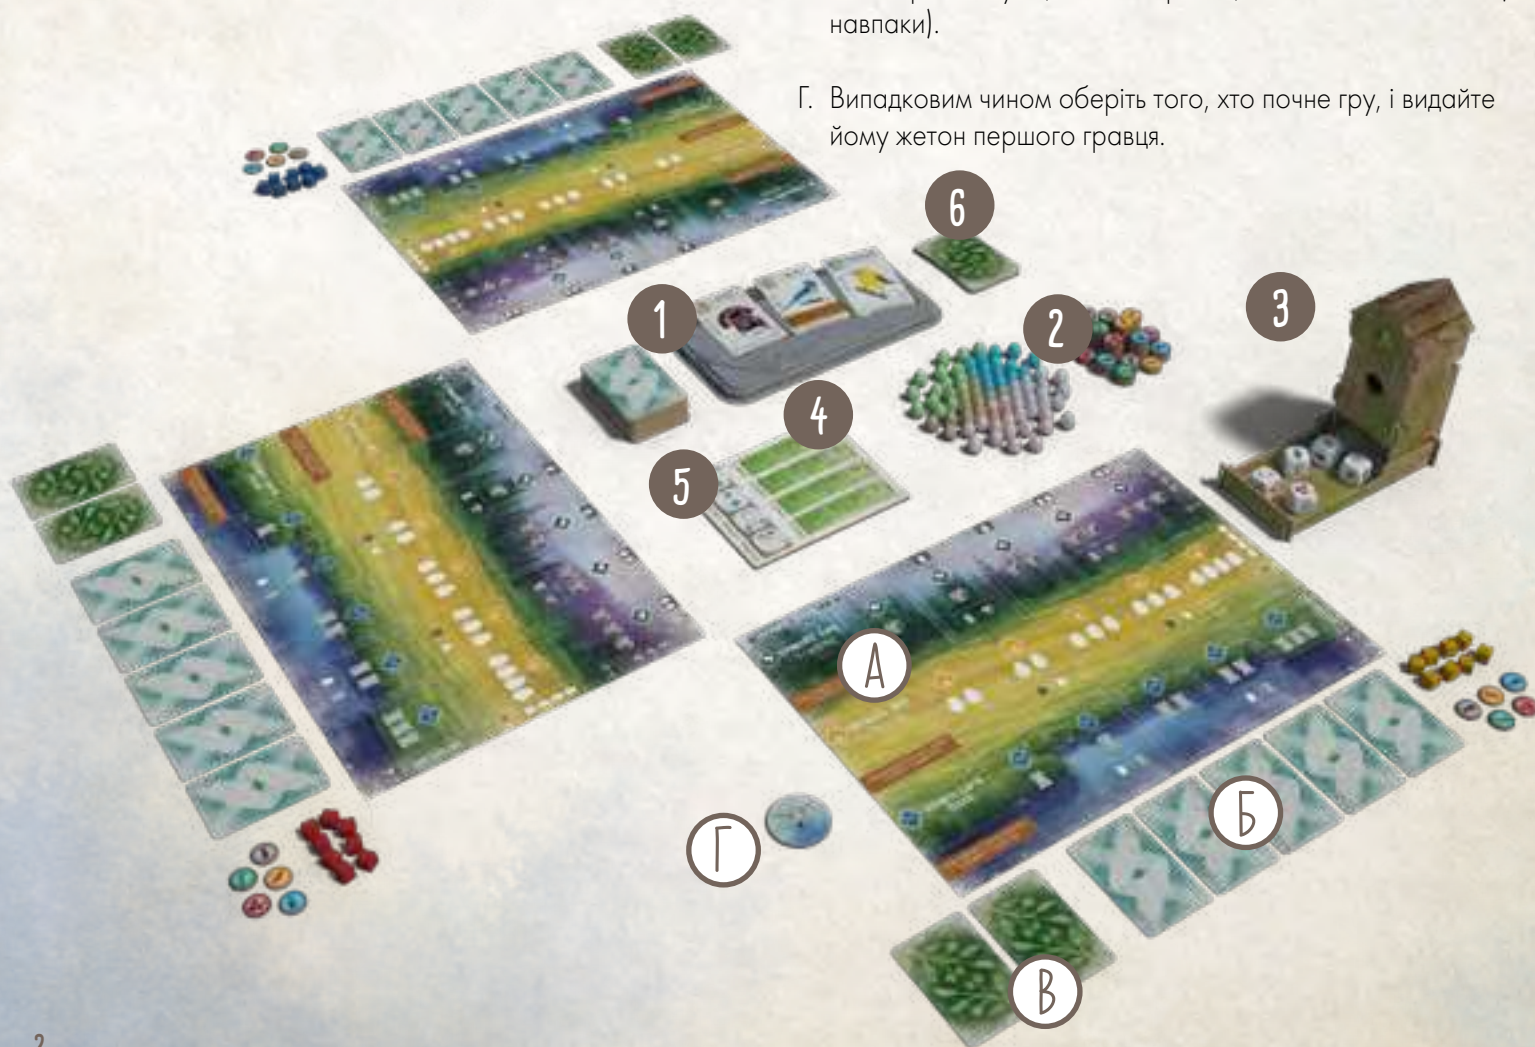 навпаки).
Г. Випадковим чином оберіть того, хто почне гру, і видайте
йому жетон першого гравця.
6
1
2
3
4
5
А
Б
Г
В
2